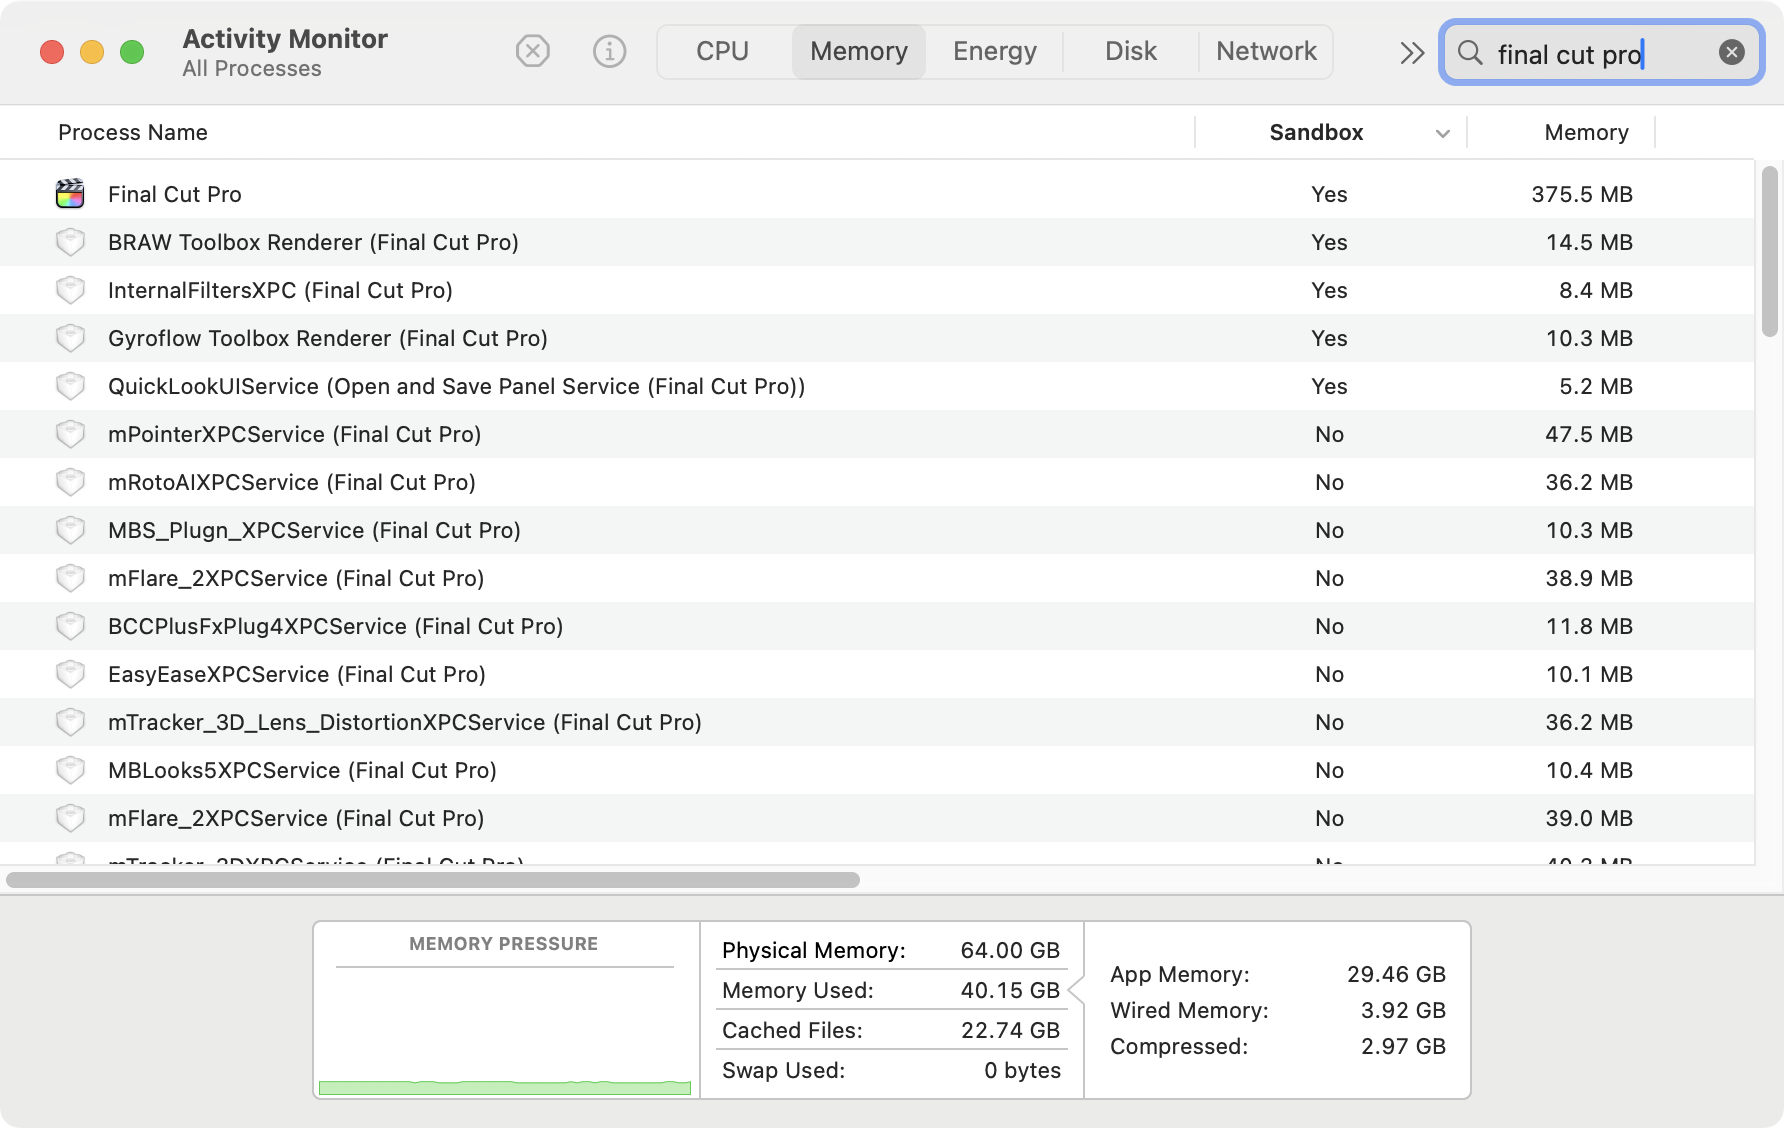 Activity Monitor
All Processes
CPU
Memory
Energy
Disk
Network
final cut pro
Process Name Sandbox Memory
Final Cut Pro Yes 375.5 MB
BRAW Toolbox Renderer (Final Cut Pro) Yes 14.5 MB
InternalFiltersXPC (Final Cut Pro) Yes 8.4 MB
Gyroflow Toolbox Renderer (Final Cut Pro) Yes 10.3 MB
QuickLookUIService (Open and Save Panel Service (Final Cut Pro)) Yes 5.2 MB
mPointerXPCService (Final Cut Pro) No 47.5 MB
mRotoAIXPCService (Final Cut Pro) No 36.2 MB
MBS_Plugn_XPCService (Final Cut Pro) No 10.3 MB
mFlare_2XPCService (Final Cut Pro) No 38.9 MB
BCCPlusFxPlug4XPCService (Final Cut Pro) No 11.8 MB
EasyEaseXPCService (Final Cut Pro) No 10.1 MB
mTracker_3D_Lens_DistortionXPCService (Final Cut Pro) No 36.2 MB
MBLooks5XPCService (Final Cut Pro) No 10.4 MB
mFlare_2XPCService (Final Cut Pro) No 39.0 MB
mTracker_3DXPCService (Final Cut Pro) No MB
MEMORY PRESSURE
Physical Memory: 64.00 GB
Memory Used: 40.15 GB
Cached Files: 22.74 GB
Swap Used: 0 bytes
App Memory: 29.46 GB
Wired Memory: 3.92 GB
Compressed: 2.97 GB